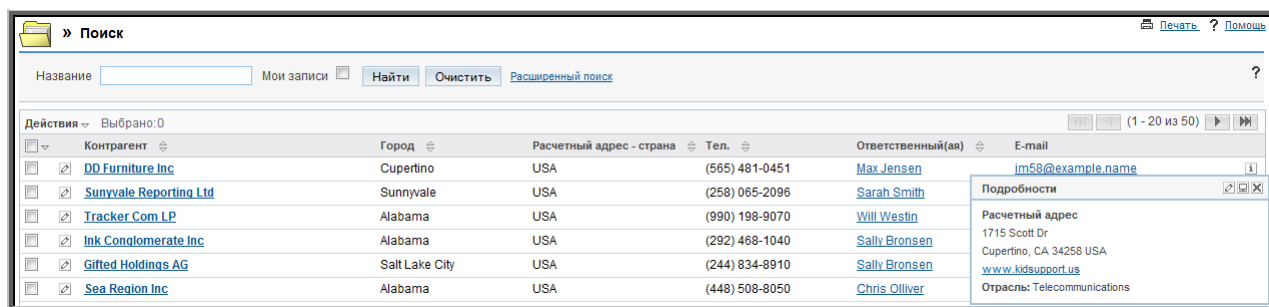 » Поиск
Печать ? Помощь
Название Мои записи Найти Очистить Расширенный поиск ?
Действия Выбрано:0 (1 - 20 из 50)
Контрагент Город Расчетный адрес - страна Тел. Ответственный(ая) E-mail
DD Furniture Inc Cupertino USA (565) 481-0451 Max Jensen im58@example.name i
Sunyvale Reporting Ltd Sunnyvale USA (258) 065-2096 Sarah Smith
Tracker Com LP Alabama USA (990) 198-9070 Will Westin
Ink Conglomerate Inc Alabama USA (292) 468-1040 Sally Bronsen
Gifted Holdings AG Salt Lake City USA (244) 834-8910 Sally Bronsen
Sea Region Inc Alabama USA (448) 508-8050 Chris Olliver
Подробности
Расчетный адрес
1715 Scott Dr
Cupertino, CA 34258 USA
www.kidsupport.us
Отрасль: Telecommunications